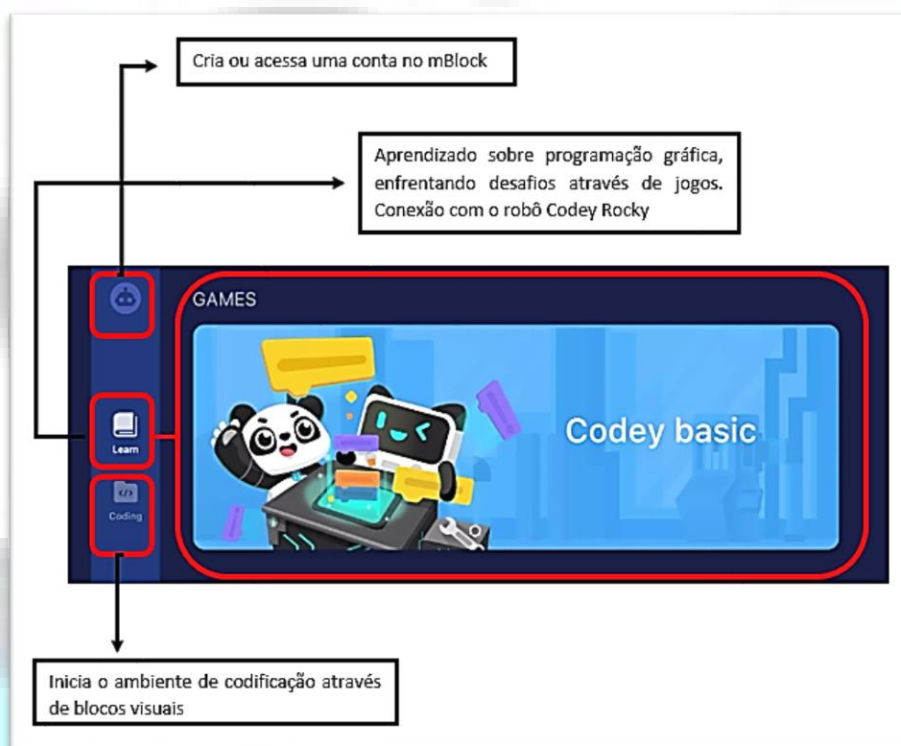 Cria ou acessa uma conta no mBlock
Aprendizado sobre programação gráfica,
enfrentando desafios através de jogos.
Conexão com o robô Codey Rocky
GAMES
Codey basic
Learn
Coding
Inicia o ambiente de codificação através
de blocos visuais